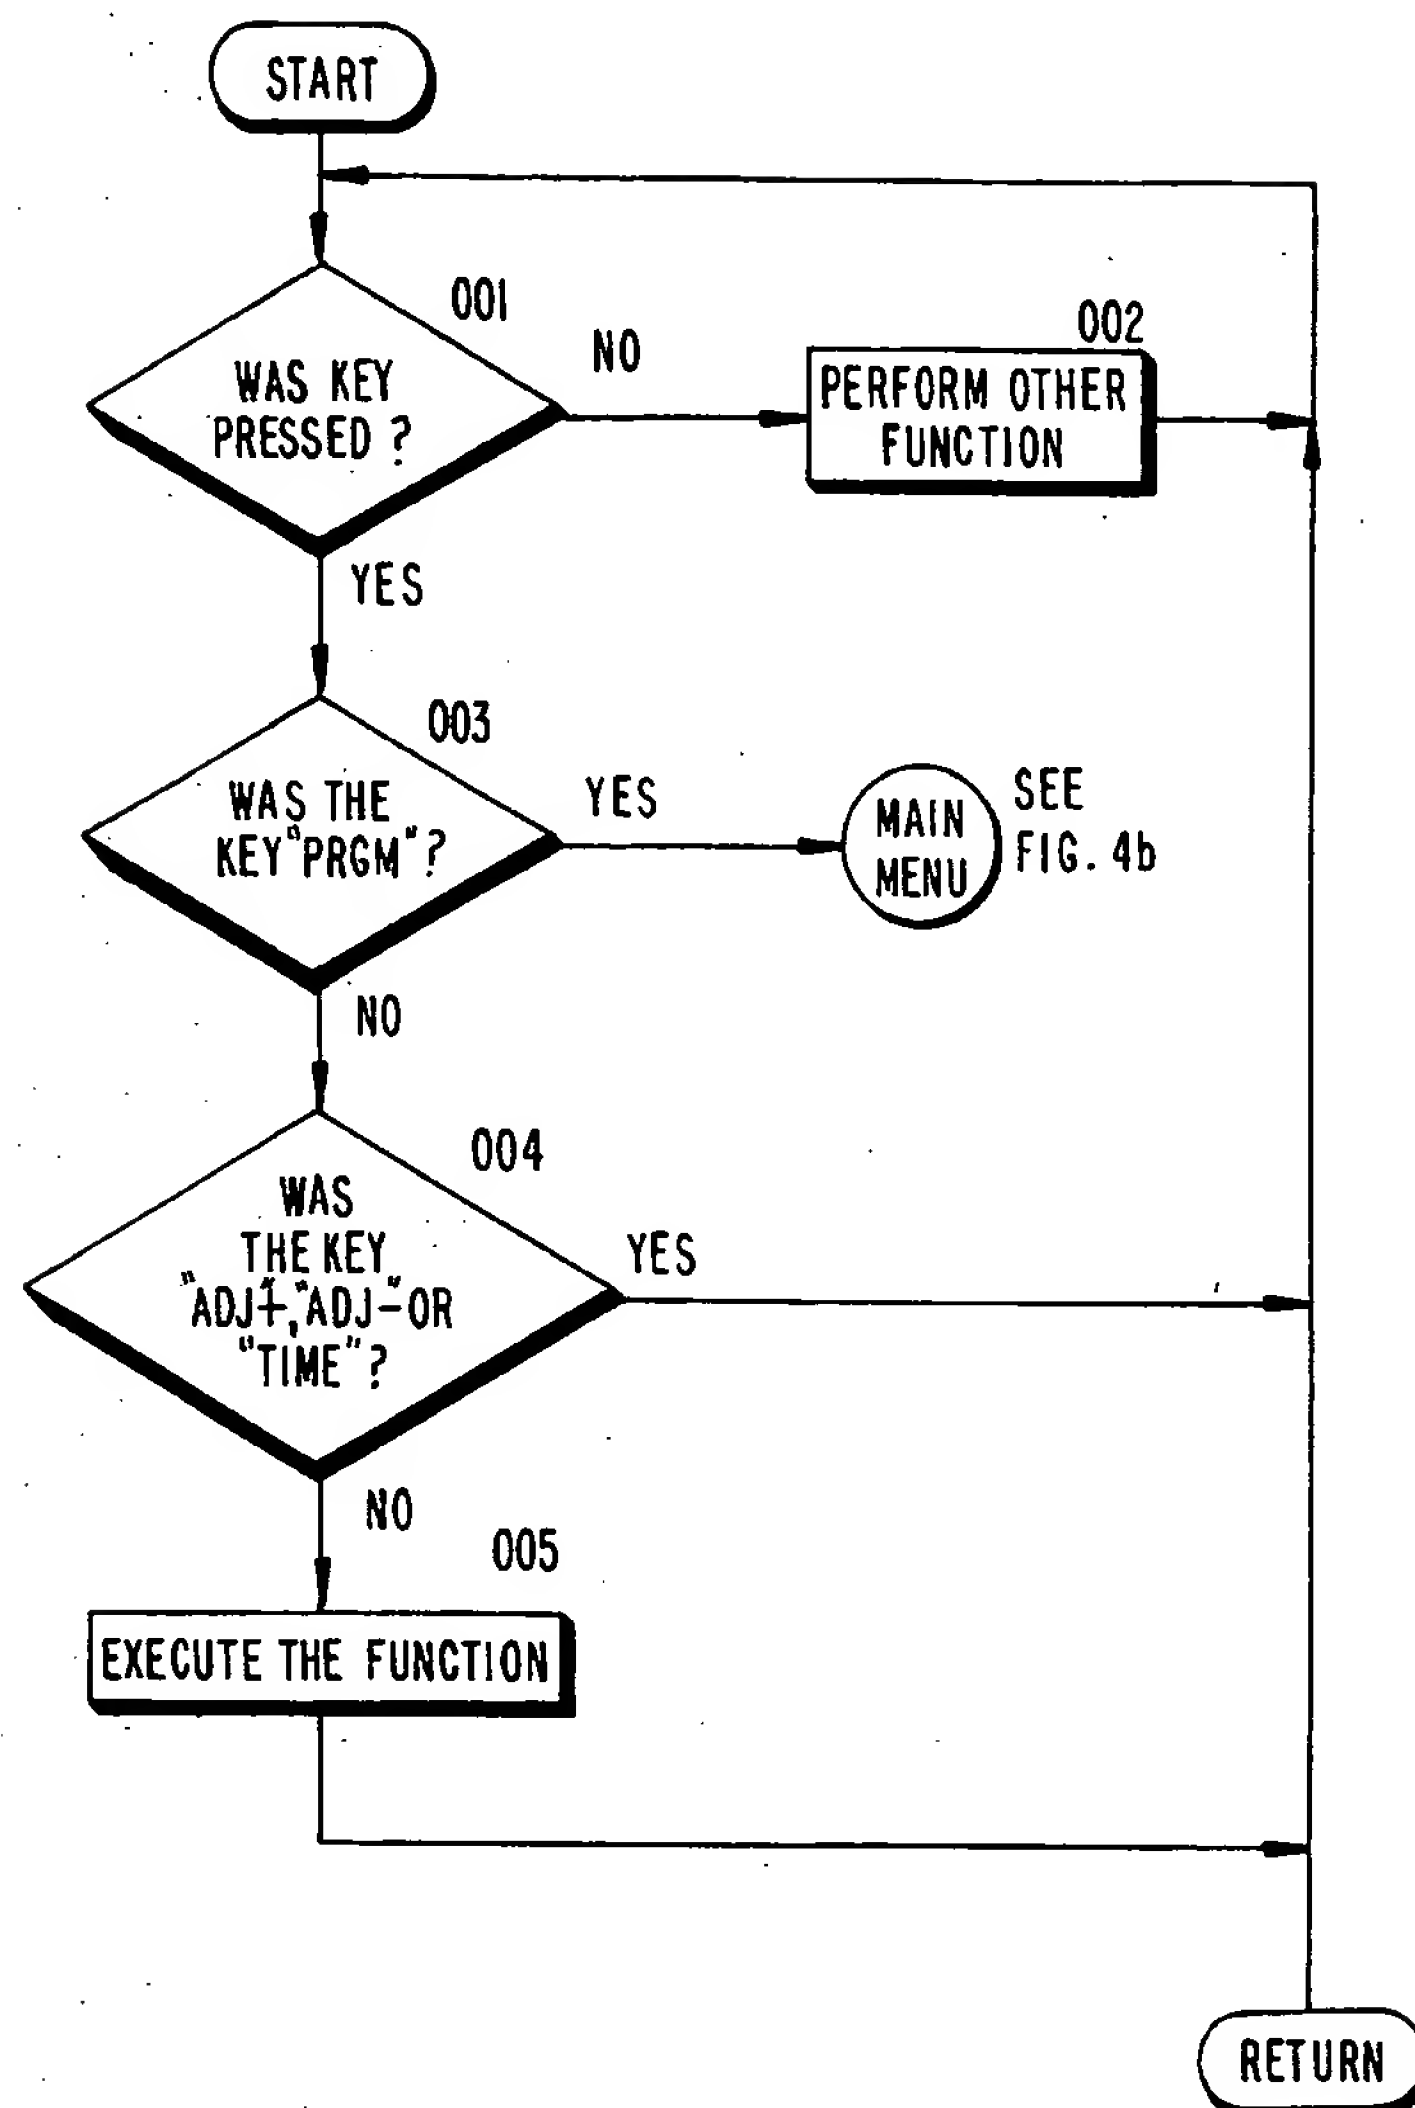 START
001
NO
002
WAS KEY
PRESSED ?
PERFORM OTHER
FUNCTION
YES
003
WAS THE
KEY "PRGM" ?
YES
MAIN
MENU
SEE
FIG. 4b
NO
004
WAS
THE KEY
"ADJ+","ADJ-" OR
"TIME" ?
YES
NO
005
EXECUTE THE FUNCTION
RETURN